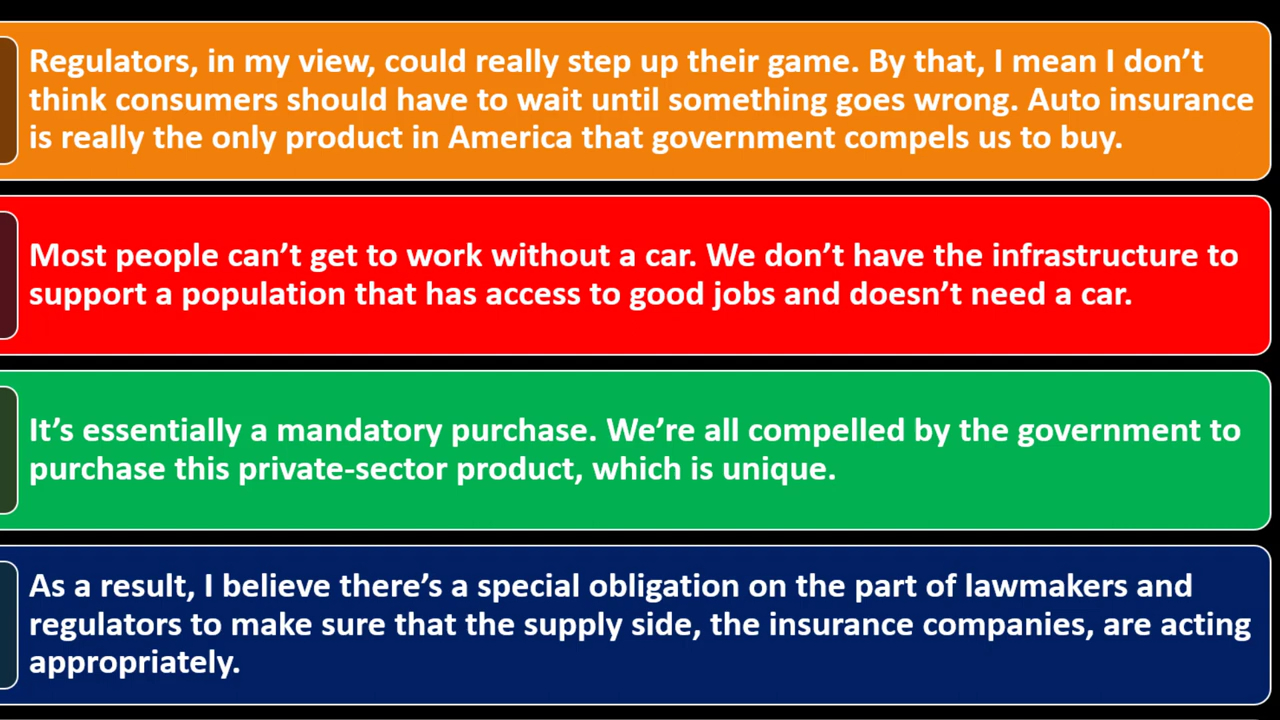 Regulators, in my view, could really step up their game. By that, I mean I don’t
think consumers should have to wait until something goes wrong. Auto insurance
is really the only product in America that government compels us to buy.
Most people can’t get to work without a car. We don’t have the infrastructure to
support a population that has access to good jobs and doesn’t need a car.
It’s essentially a mandatory purchase. We’re all compelled by the government to
purchase this private-sector product, which is unique.
As a result, I believe there’s a special obligation on the part of lawmakers and
regulators to make sure that the supply side, the insurance companies, are acting
appropriately.